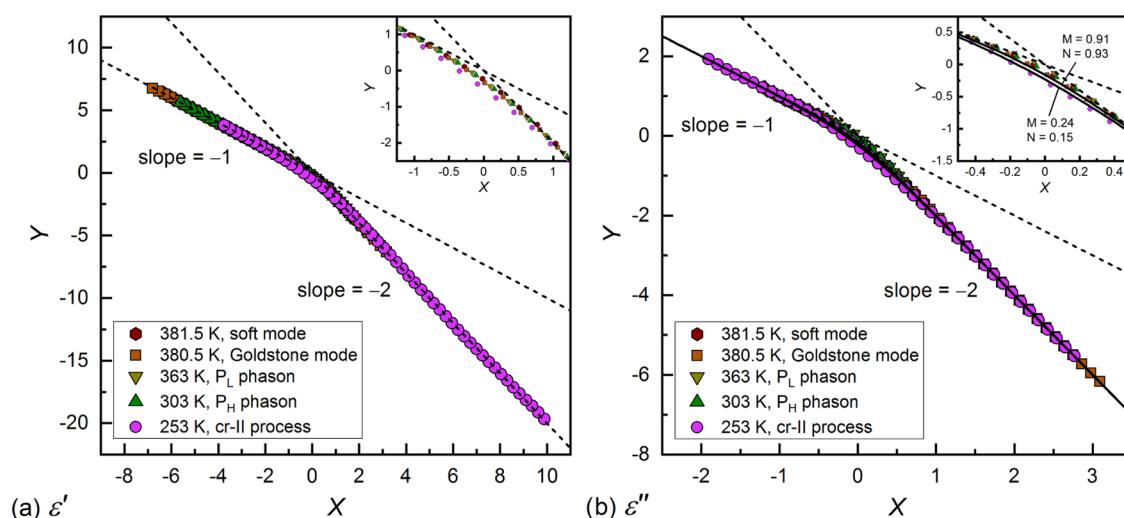 10
5
0
-5
-10
-15
-20
Y
-8 -6 -4 -2 0 2 4 6 8 10
X
slope = −1
slope = −2
381.5 K, soft mode
380.5 K, Goldstone mode
363 K, P_L phason
303 K, P_H phason
253 K, cr-II process
1
0
-1
-2
Y
-1 -0.5 0 0.5 1
X
(a) ε′
2
0
-2
-4
-6
-8
Y
-2 -1 0 1 2 3
X
slope = −1
slope = −2
381.5 K, soft mode
380.5 K, Goldstone mode
363 K, P_L phason
303 K, P_H phason
253 K, cr-II process
0.5
0
-0.5
-1
-1.5
Y
-0.4 -0.2 0 0.2 0.4
X
M = 0.91
N = 0.93
M = 0.24
N = 0.15
(b) ε″